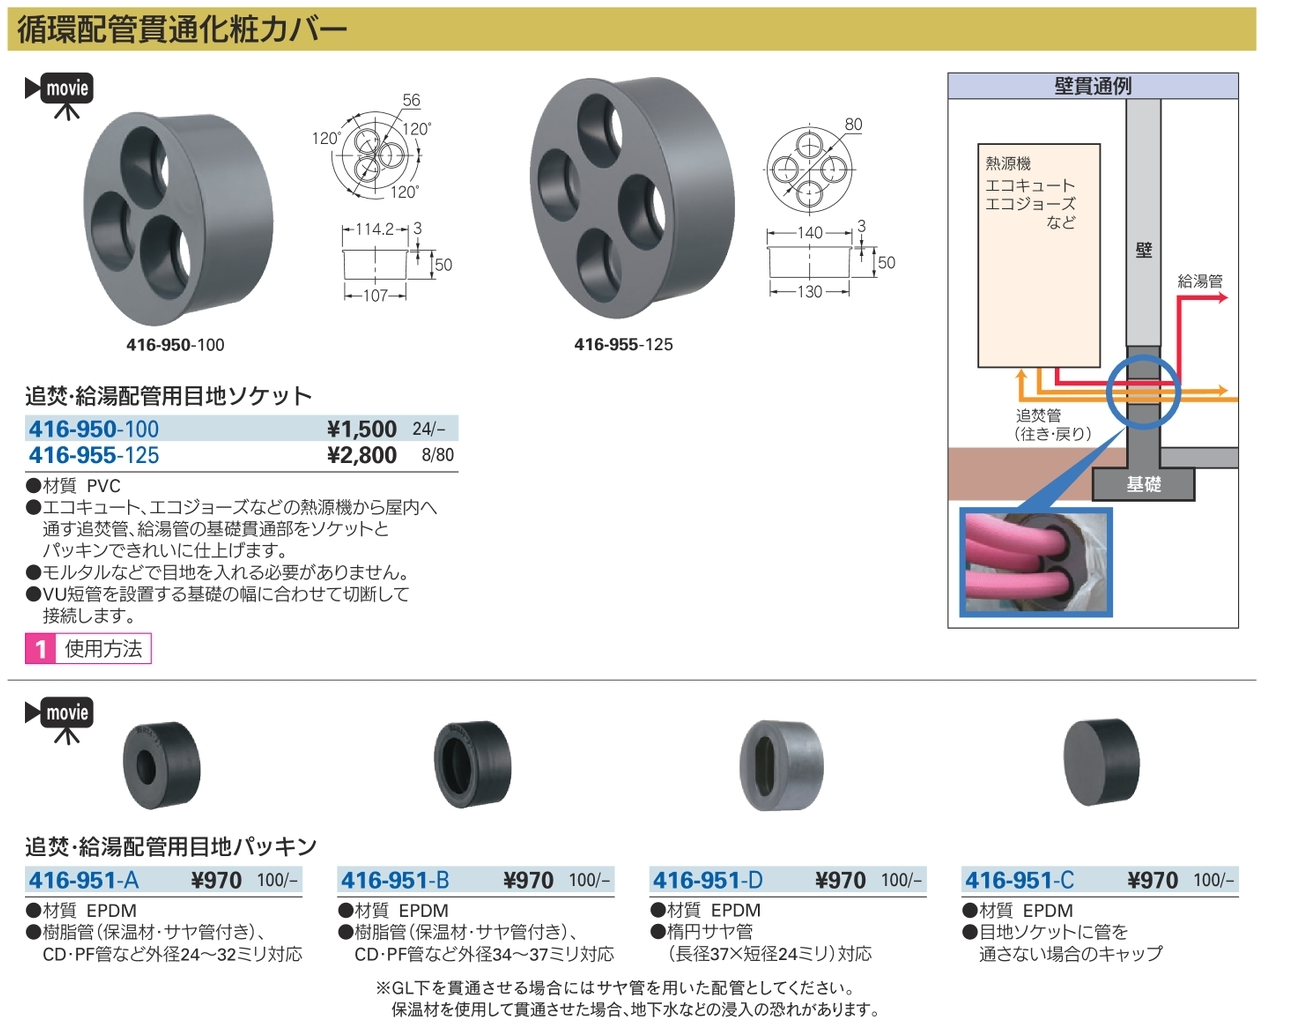 循環配管貫通化粧カバー
movie
56
120°
120°
120°
114.2
3
50
107
416-950-100
80
140
3
50
130
416-955-125
壁貫通例
熱源機
エコキュート
エコジョーズ
など
壁
給湯管
追焚管
（往き・戻り）
基礎
追焚・給湯配管用目地ソケット
416-950-100 ¥1,500 24/–
416-955-125 ¥2,800 8/80
●材質 PVC
●エコキュート、エコジョーズなどの熱源機から屋内へ
通す追焚管、給湯管の基礎貫通部をソケットと
パッキンできれいに仕上げます。
●モルタルなどで目地を入れる必要がありません。
●VU短管を設置する基礎の幅に合わせて切断して
接続します。
1 使用方法
movie
追焚・給湯配管用目地パッキン
416-951-A ¥970 100/–
●材質 EPDM
●樹脂管（保温材・サヤ管付き）、
CD・PF管など外径24〜32ミリ対応
416-951-B ¥970 100/–
●材質 EPDM
●樹脂管（保温材・サヤ管付き）、
CD・PF管など外径34〜37ミリ対応
416-951-D ¥970 100/–
●材質 EPDM
●楕円サヤ管
（長径37×短径24ミリ）対応
416-951-C ¥970 100/–
●材質 EPDM
●目地ソケットに管を
通さない場合のキャップ
※GL下を貫通させる場合にはサヤ管を用いた配管としてください。
保温材を使用して貫通させた場合、地下水などの浸入の恐れがあります。